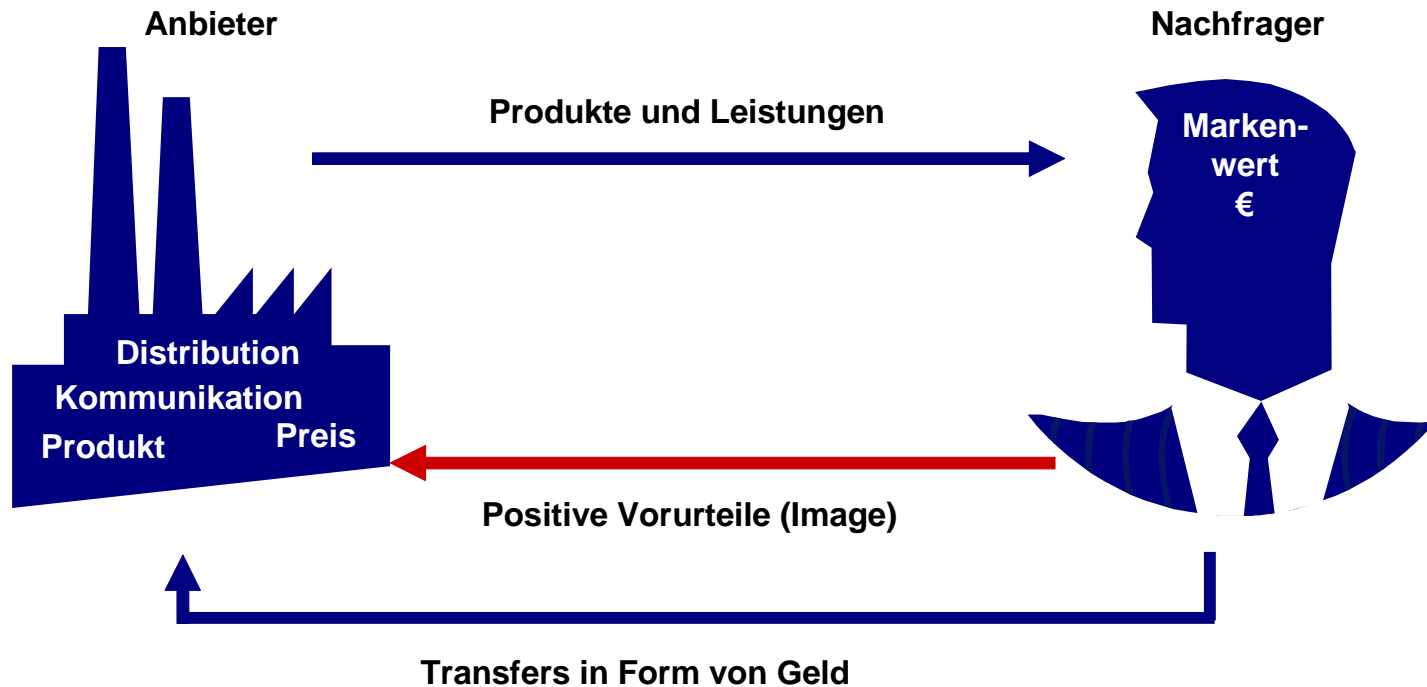 Anbieter
Nachfrager
Produkte und Leistungen
Marken-
wert
€
Distribution
Kommunikation
Produkt
Preis
Positive Vorurteile (Image)
Transfers in Form von Geld